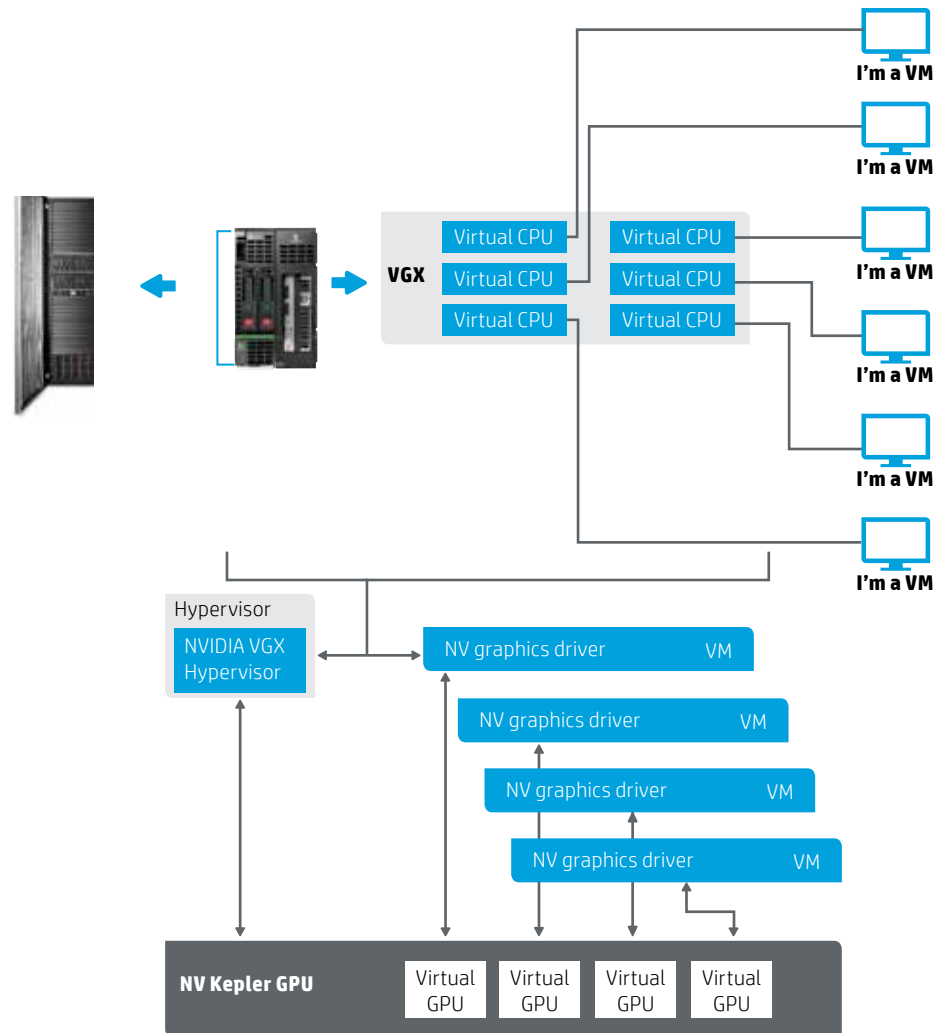 I'm a VM
I'm a VM
VGX
Virtual CPU
Virtual CPU
Virtual CPU
Virtual CPU
Virtual CPU
Virtual CPU
I'm a VM
I'm a VM
I'm a VM
I'm a VM
Hypervisor
NVIDIA VGX
Hypervisor
NV graphics driver VM
NV graphics driver VM
NV graphics driver VM
NV graphics driver VM
NV Kepler GPU
Virtual
GPU
Virtual
GPU
Virtual
GPU
Virtual
GPU